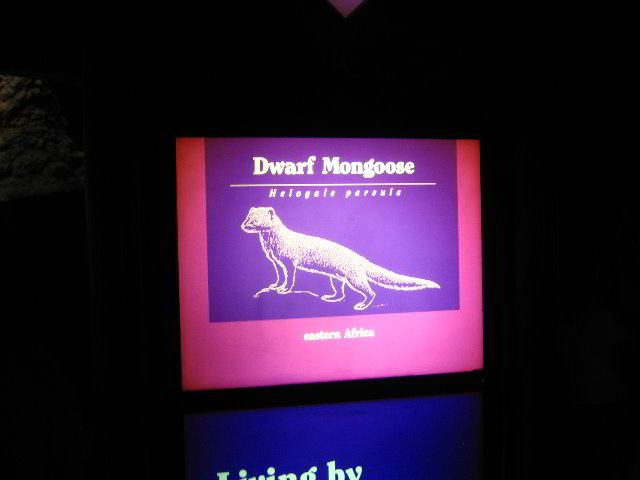 Dwarf Mongoose
Helogale parvula
eastern Africa
Living by